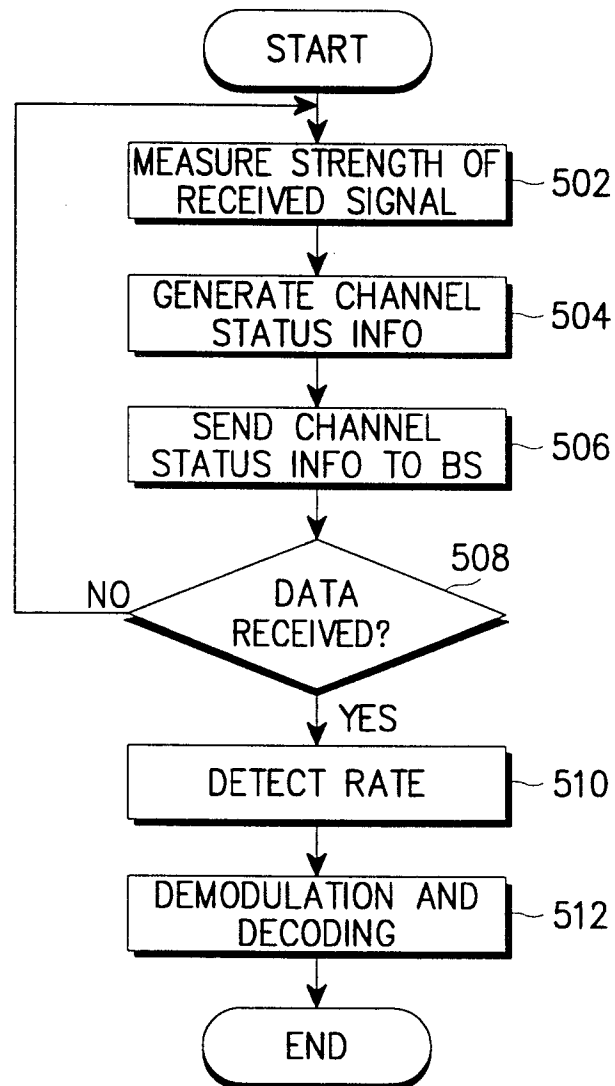 START
MEASURE STRENGTH OF
RECEIVED SIGNAL
502
GENERATE CHANNEL
STATUS INFO
504
SEND CHANNEL
STATUS INFO TO BS
506
508
NO
DATA
RECEIVED?
YES
DETECT RATE
510
DEMODULATION AND
DECODING
512
END